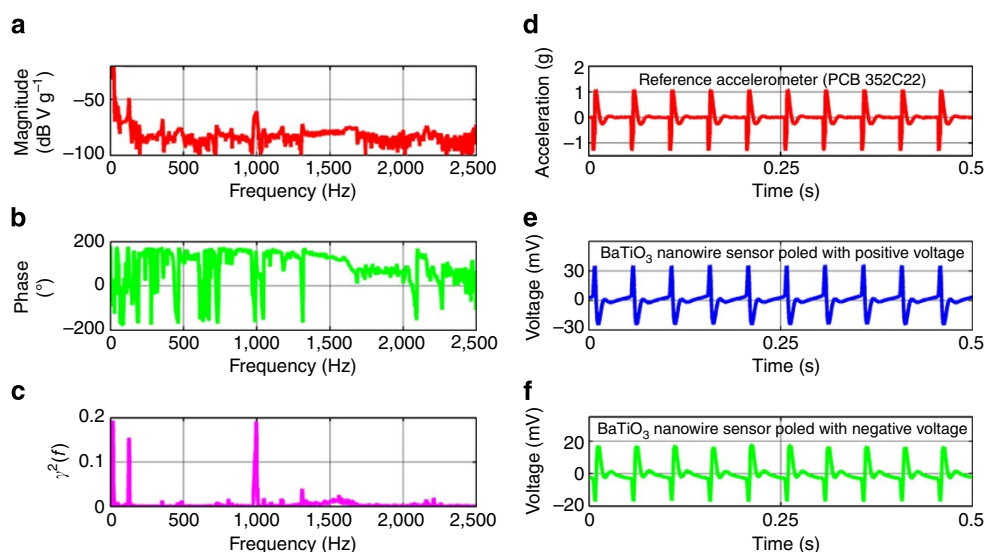 a
Magnitude
(dB V g⁻¹)
−50
−100
0 500 1,000 1,500 2,000 2,500
Frequency (Hz)
b
Phase
(°)
200
0
−200
0 500 1,000 1,500 2,000 2,500
Frequency (Hz)
c
γ²(f)
0.2
0.1
0
0 500 1,000 1,500 2,000 2,500
Frequency (Hz)
d
Acceleration (g)
2
1
0
−1
Reference accelerometer (PCB 352C22)
0 0.25 0.5
Time (s)
e
Voltage (mV)
30
0
−30
BaTiO₃ nanowire sensor poled with positive voltage
0 0.25 0.5
Time (s)
f
Voltage (mV)
20
0
−20
BaTiO₃ nanowire sensor poled with negative voltage
0 0.25 0.5
Time (s)